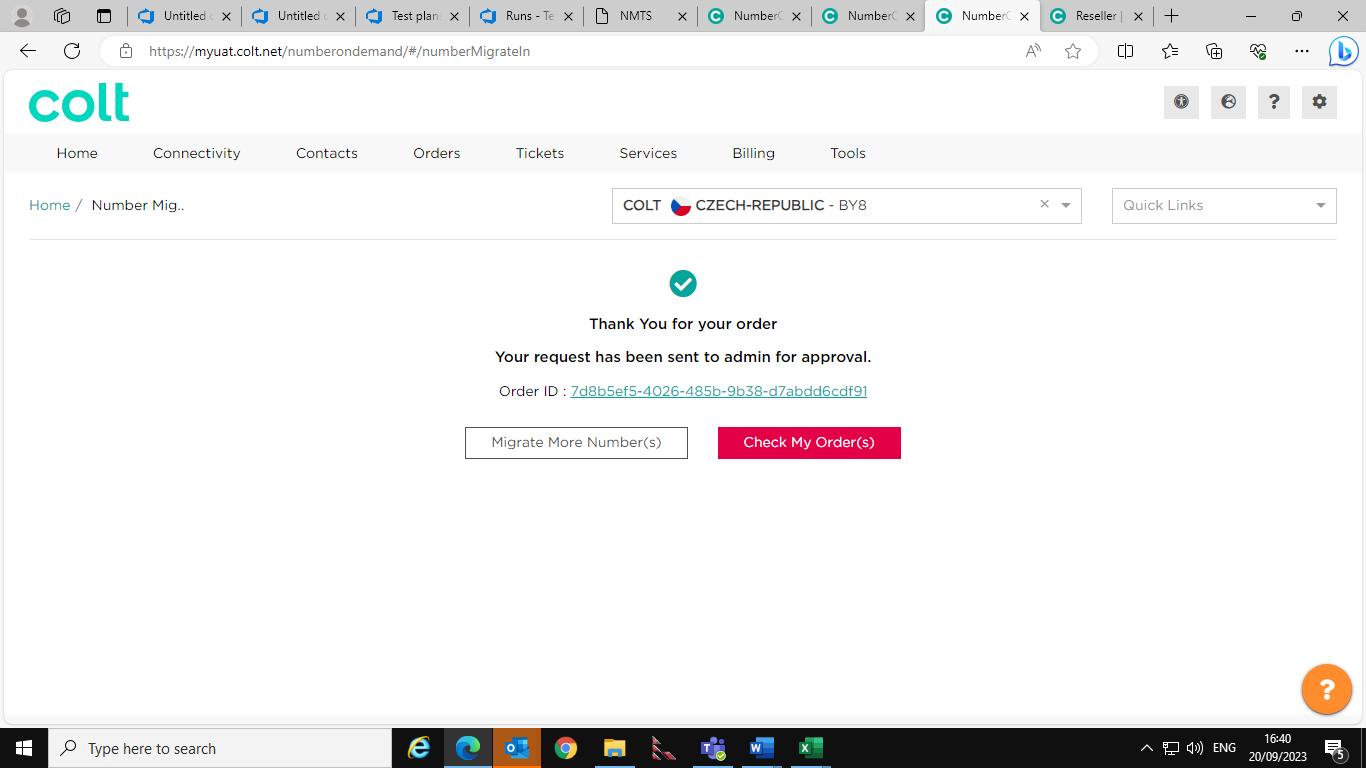 Untitled
Untitled
Test plan
Runs - Te
NMTS
Number
Number
Number
Reseller |
https://myuat.colt.net/numberondemand/#/numberMigrateIn
colt
Home Connectivity Contacts Orders Tickets Services Billing Tools
Home / Number Mig..
COLT CZECH-REPUBLIC - BY8
Quick Links
Thank You for your order
Your request has been sent to admin for approval.
Order ID : 7d8b5ef5-4026-485b-9b38-d7abdd6cdf91
Migrate More Number(s)
Check My Order(s)
?
Type here to search
ENG
16:40
20/09/2023
5